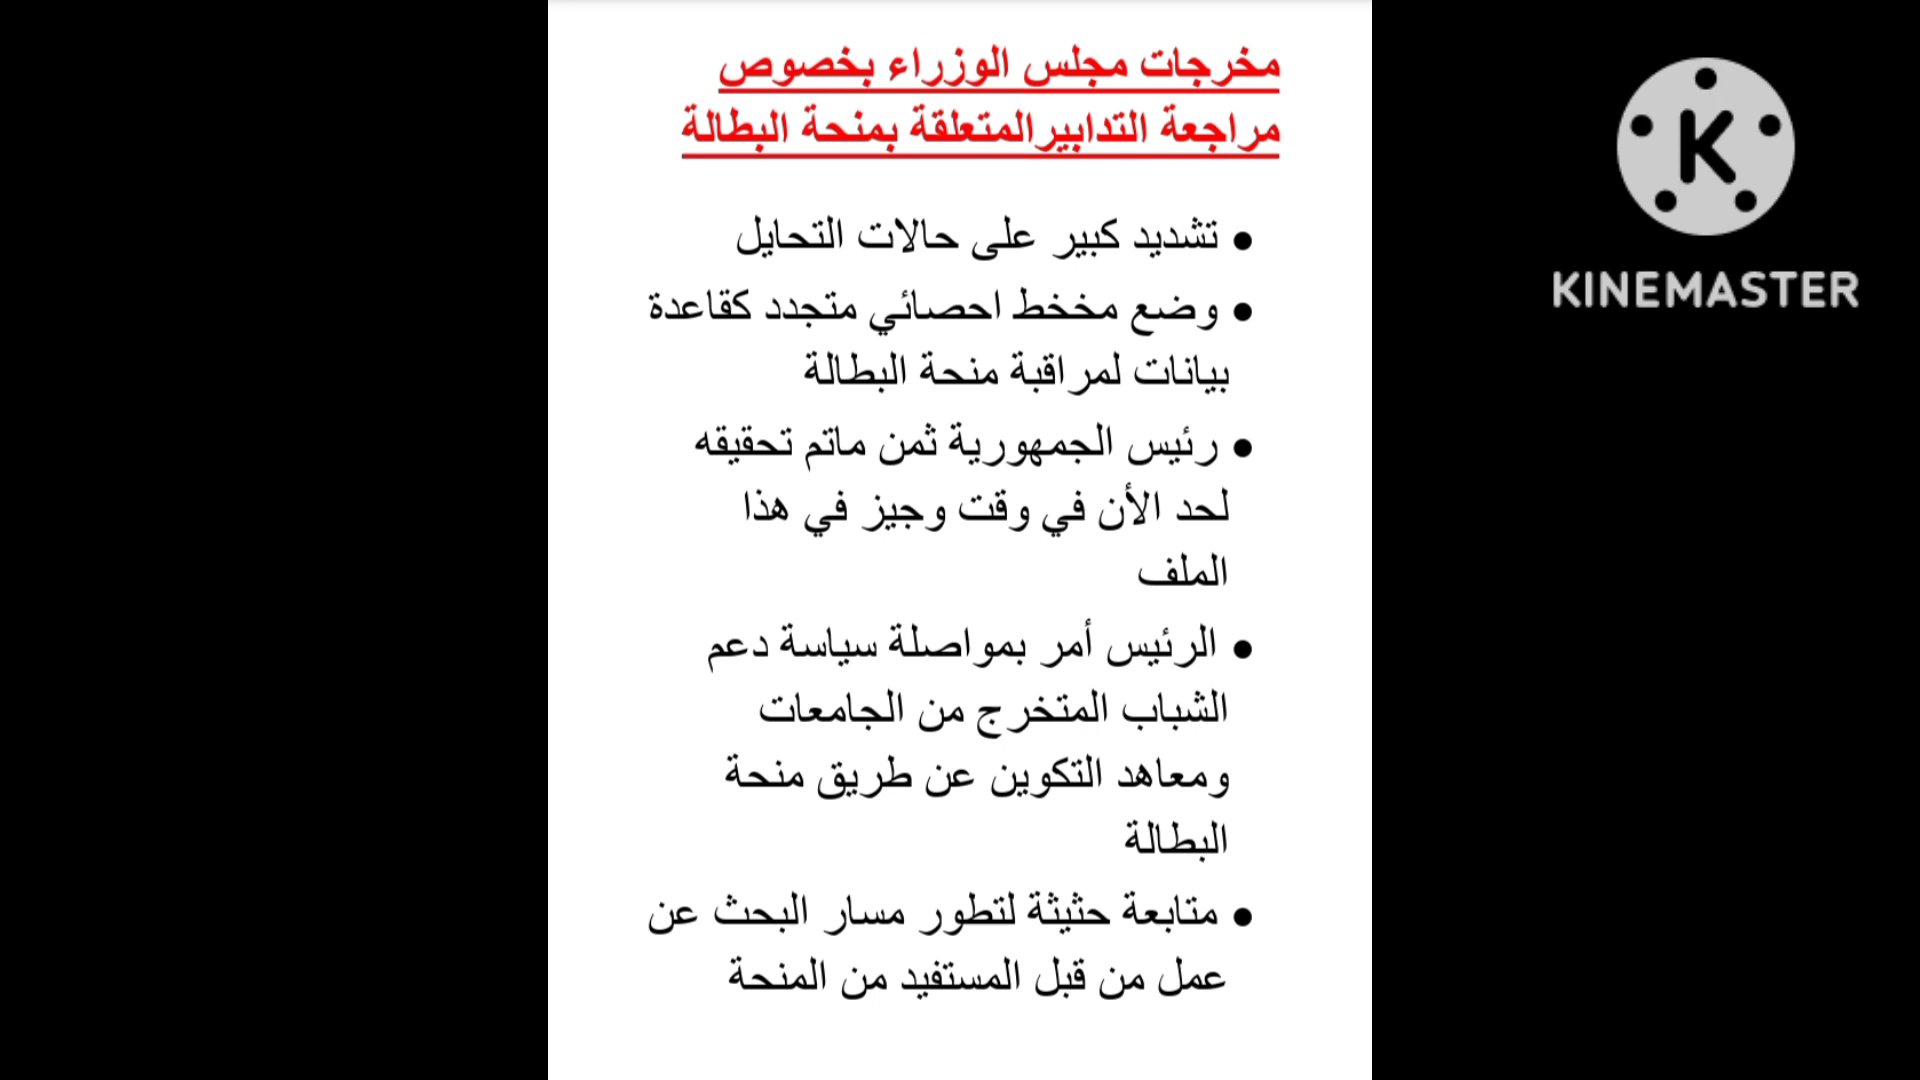 مخرجات مجلس الوزراء بخصوص
مراجعة التدابيرالمتعلقة بمنحة البطالة
• تشديد كبير على حالات التحايل
• وضع مخخط احصائي متجدد كقاعدة
بيانات لمراقبة منحة البطالة
• رئيس الجمهورية ثمن ماتم تحقيقه
لحد الأن في وقت وجيز في هذا
الملف
• الرئيس أمر بمواصلة سياسة دعم
الشباب المتخرج من الجامعات
ومعاهد التكوين عن طريق منحة
البطالة
• متابعة حثيثة لتطور مسار البحث عن
عمل من قبل المستفيد من المنحة
K
KINEMASTER